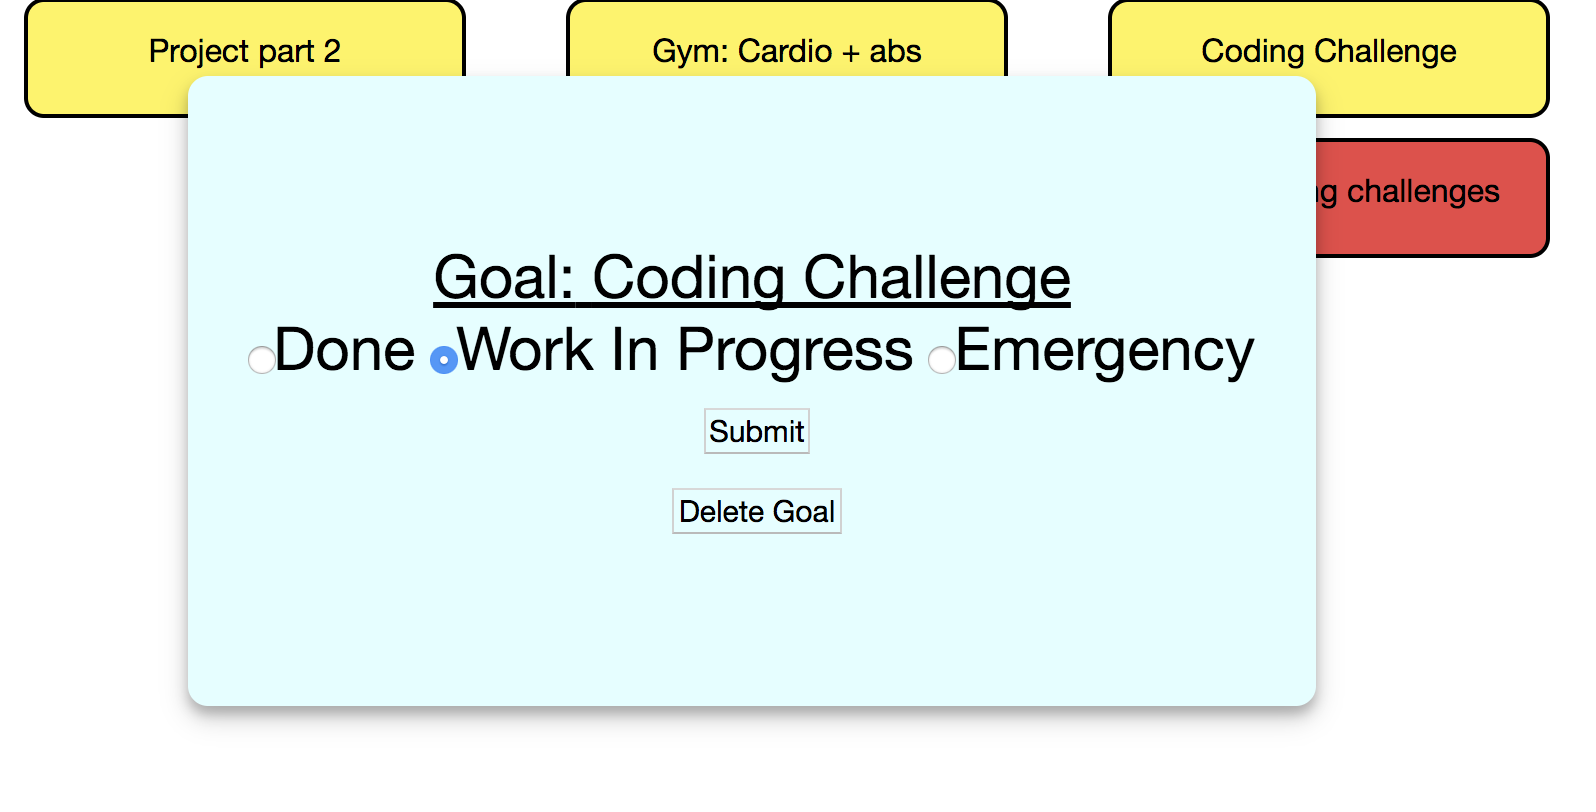 Project part 2
Gym: Cardio + abs
Coding Challenge
challenges
Goal: Coding Challenge
Done Work In Progress Emergency
Submit
Delete Goal